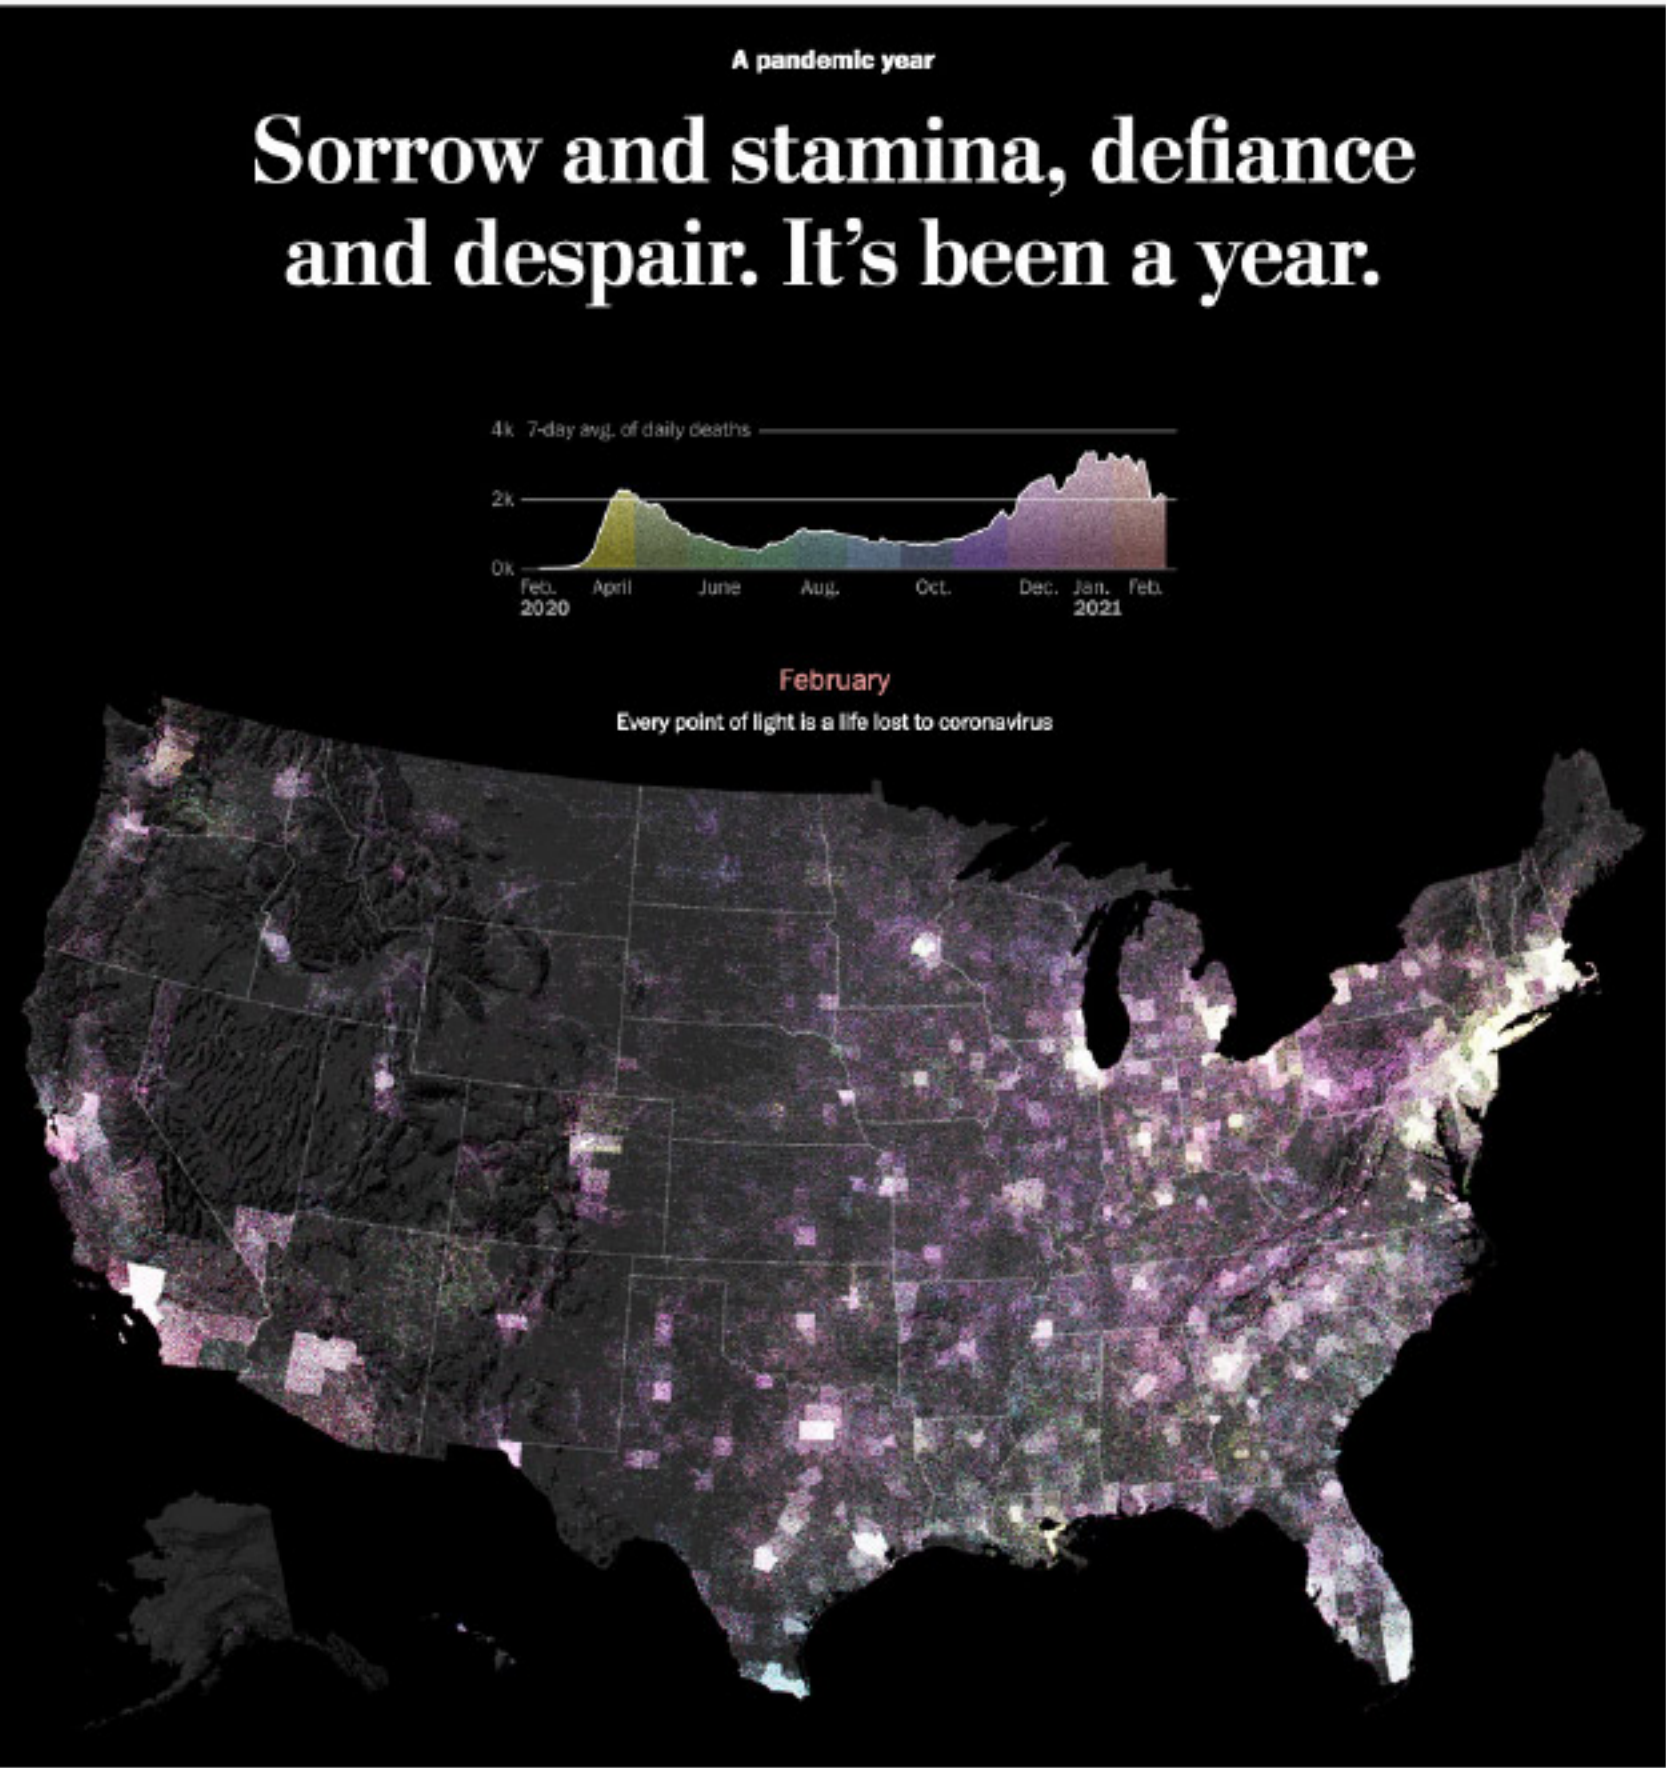 A pandemic year
Sorrow and stamina, defiance
and despair. It's been a year.
4k 7-day avg. of daily deaths
2k
0k
Feb. April June Aug. Oct. Dec. Jan. Feb.
2020 2021
February
Every point of light is a life lost to coronavirus